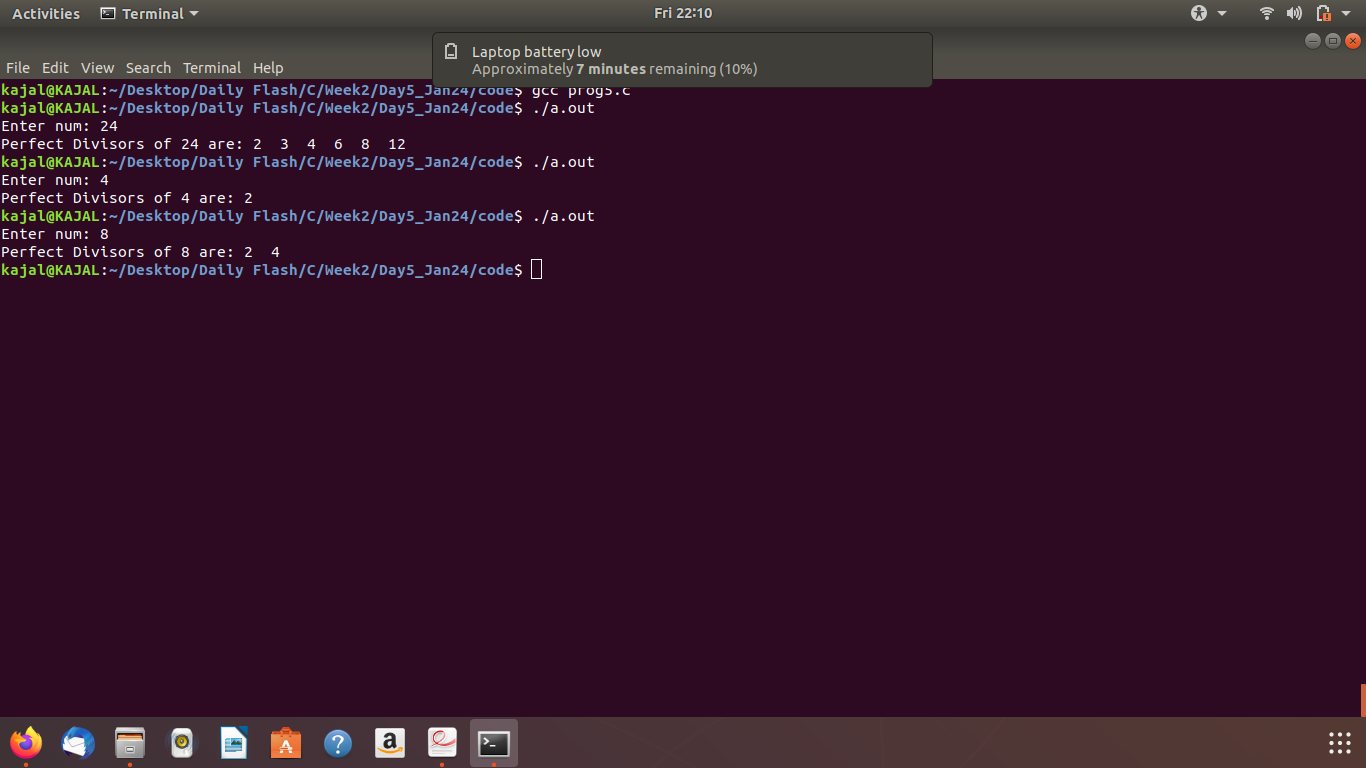 Activities Terminal Fri 22:10
Laptop battery low
Approximately 7 minutes remaining (10%)
File Edit View Search Terminal Help
kajal@KAJAL:~/Desktop/Daily Flash/C/Week2/Day5_Jan24/code$ gcc prog5.c
kajal@KAJAL:~/Desktop/Daily Flash/C/Week2/Day5_Jan24/code$ ./a.out
Enter num: 24
Perfect Divisors of 24 are: 2  3  4  6  8  12
kajal@KAJAL:~/Desktop/Daily Flash/C/Week2/Day5_Jan24/code$ ./a.out
Enter num: 4
Perfect Divisors of 4 are: 2
kajal@KAJAL:~/Desktop/Daily Flash/C/Week2/Day5_Jan24/code$ ./a.out
Enter num: 8
Perfect Divisors of 8 are: 2  4
kajal@KAJAL:~/Desktop/Daily Flash/C/Week2/Day5_Jan24/code$